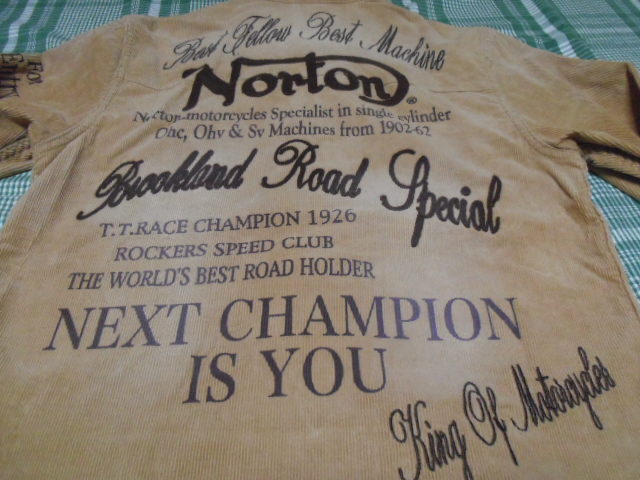 Best Fellow Best Machine
Norton®
Norton motorcycles Specialist in single cylinder
Ohc, Ohv & Sv Machines from 1902-62
Brookland Road Special
T.T.RACE CHAMPION 1926
ROCKERS SPEED CLUB
THE WORLD'S BEST ROAD HOLDER
NEXT CHAMPION
IS YOU
King Of Motorcycles
FOR